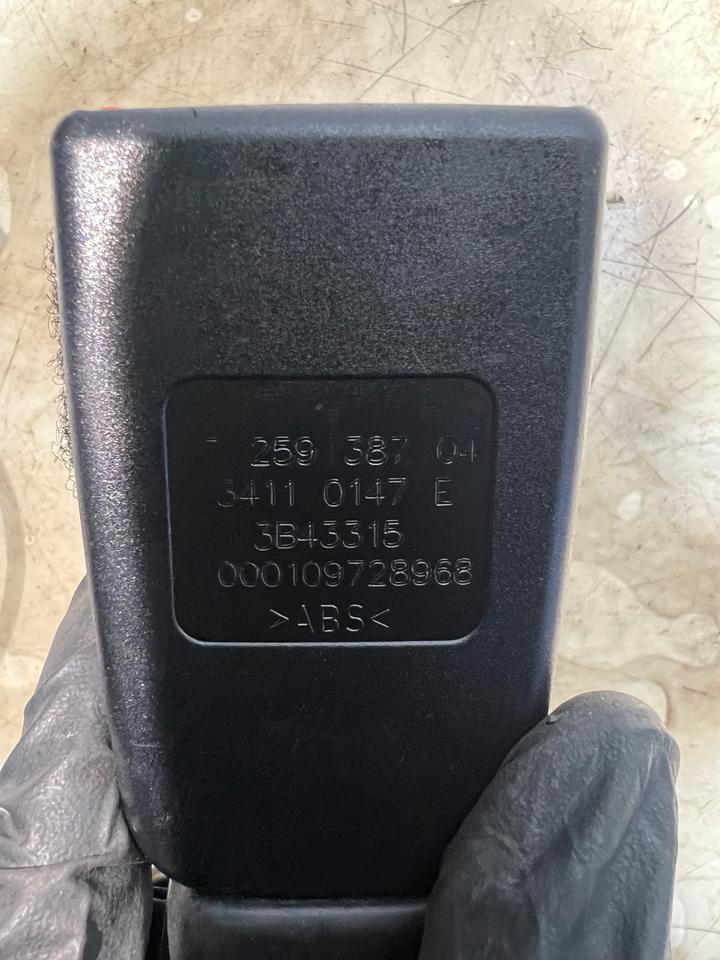 7 259 387 04
3411 0147 E
3B43315
000109728968
>ABS<